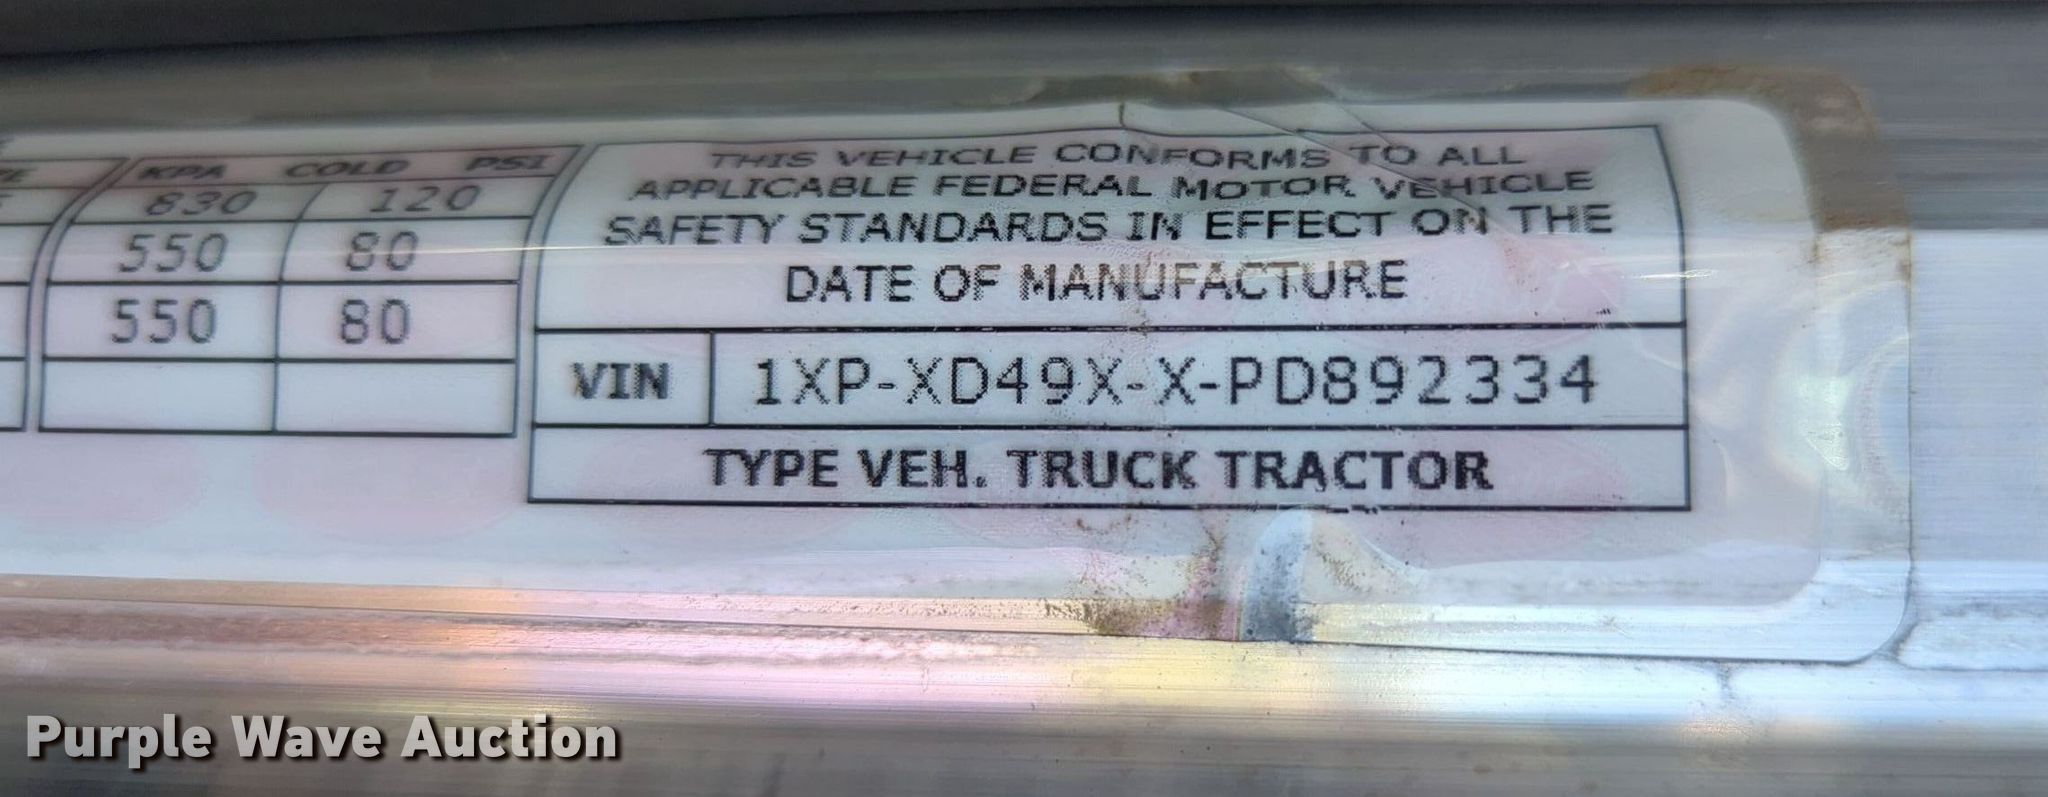 KPA COLD PSI
830 120
550 80
550 80
THIS VEHICLE CONFORMS TO ALL
APPLICABLE FEDERAL MOTOR VEHICLE
SAFETY STANDARDS IN EFFECT ON THE
DATE OF MANUFACTURE
VIN 1XP-XD49X-X-PD892334
TYPE VEH. TRUCK TRACTOR
Purple Wave Auction